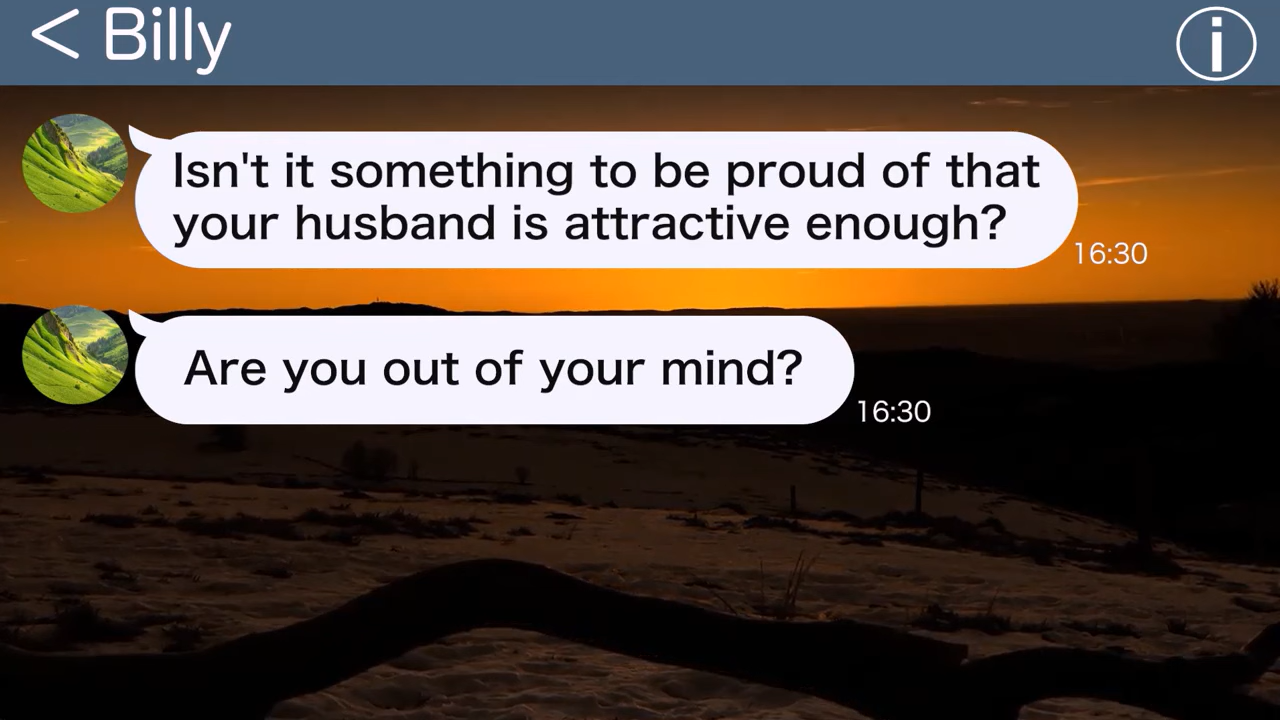 < Billy
Isn't it something to be proud of that
your husband is attractive enough?
16:30
Are you out of your mind?
16:30